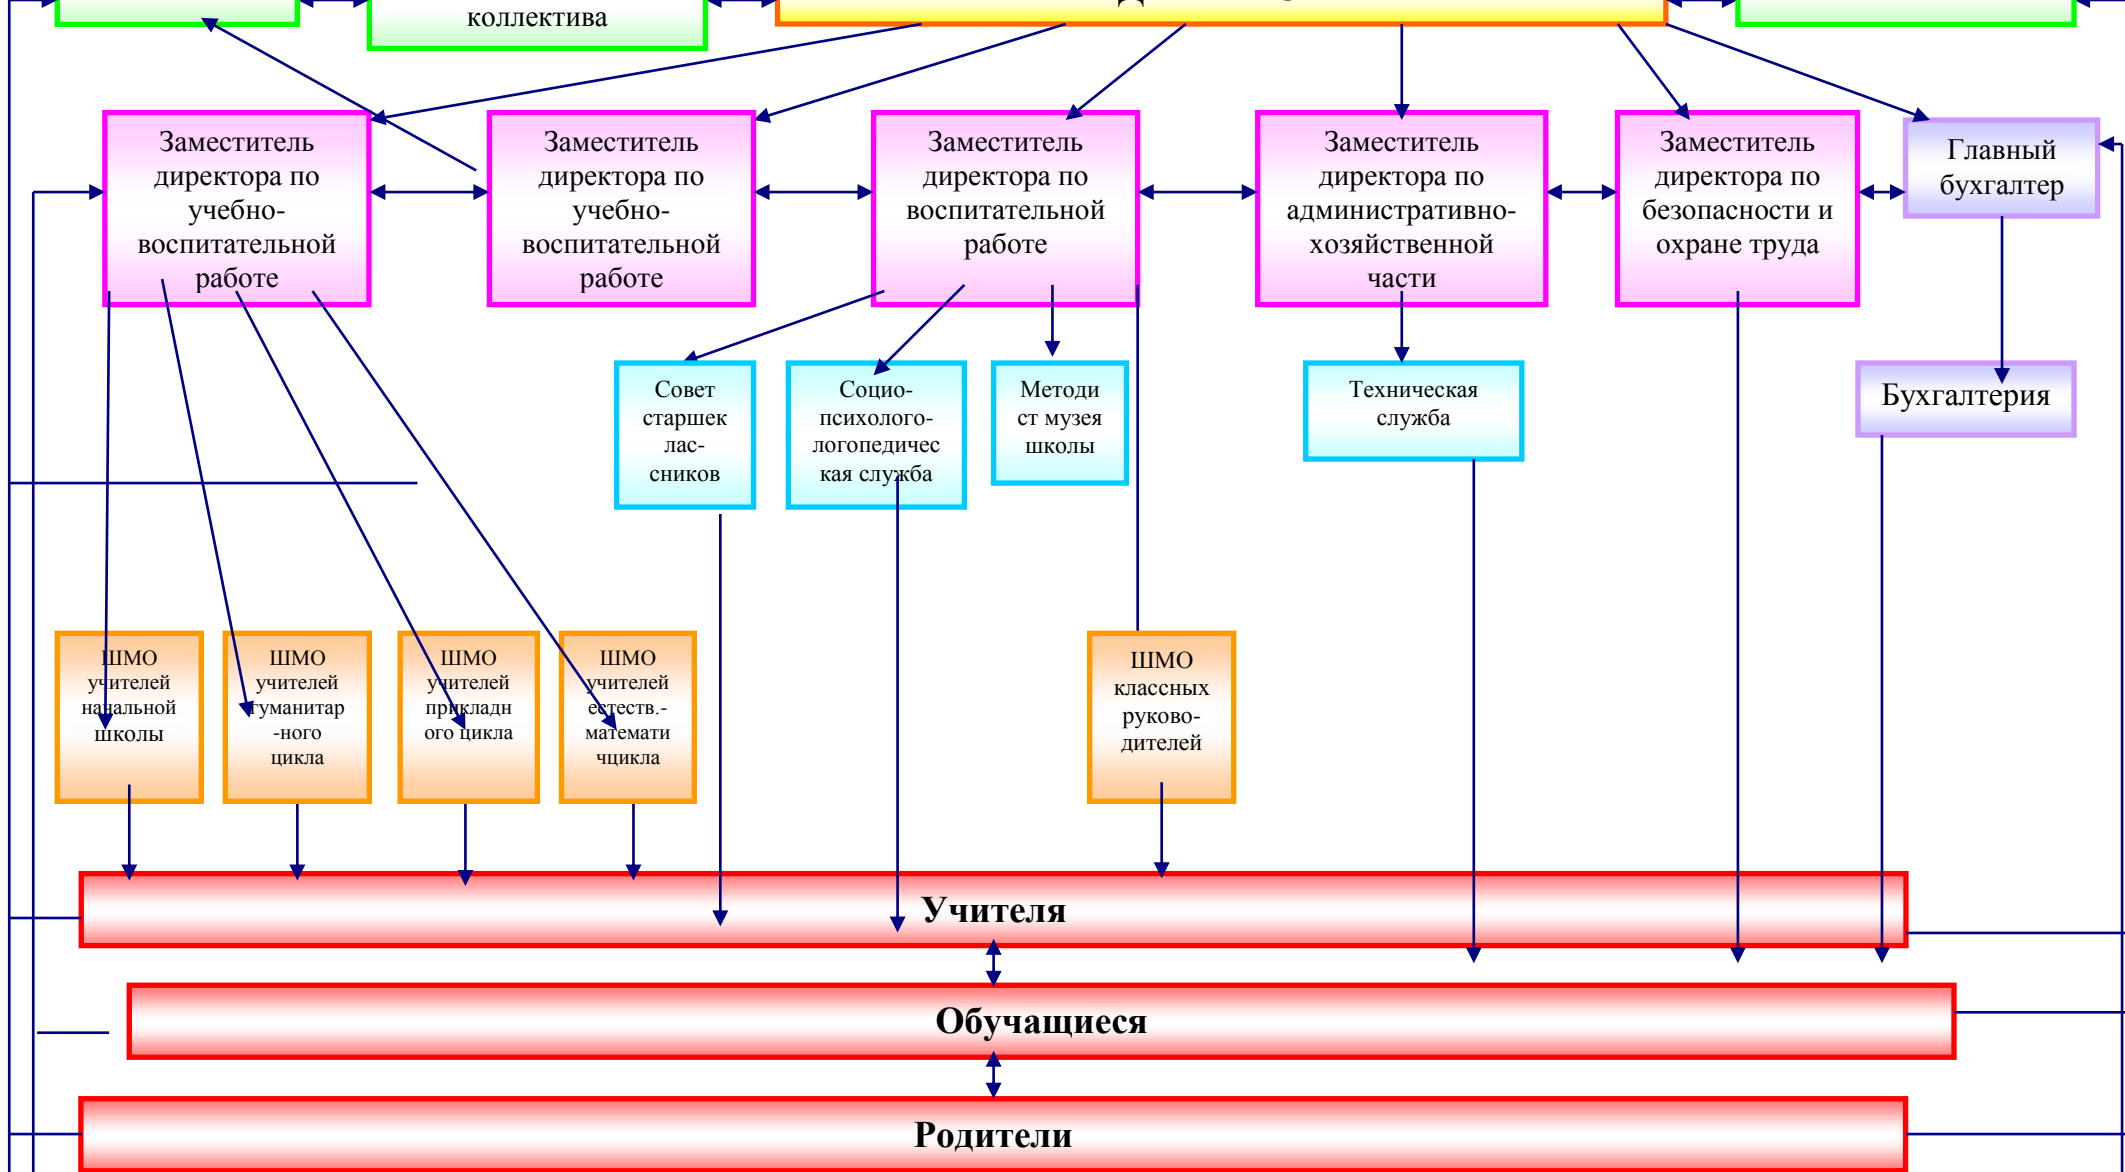 коллектива
Заместитель
директора по
учебно-
воспитательной
работе
Заместитель
директора по
учебно-
воспитательной
работе
Заместитель
директора по
воспитательной
работе
Заместитель
директора по
административно-
хозяйственной
части
Заместитель
директора по
безопасности и
охране труда
Главный
бухгалтер
Совет
старшек
лас-
сников
Социо-
психолого-
логопедичес
кая служба
Методи
ст музея
школы
Техническая
служба
Бухгалтерия
ШМО
учителей
начальной
школы
ШМО
учителей
гуманитар
-ного
цикла
ШМО
учителей
прикладн
ого цикла
ШМО
учителей
естеств.-
математи
чцикла
ШМО
классных
руково-
дителей
Учителя
Обучащиеся
Родители